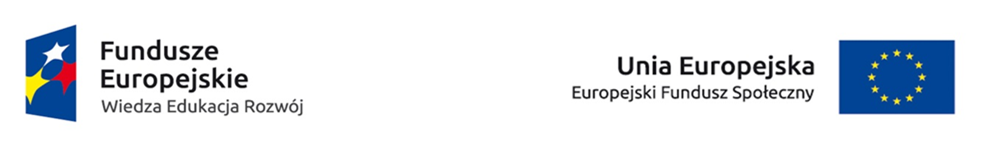 Fundusze
Europejskie
Wiedza Edukacja Rozwój
Unia Europejska
Europejski Fundusz Społeczny